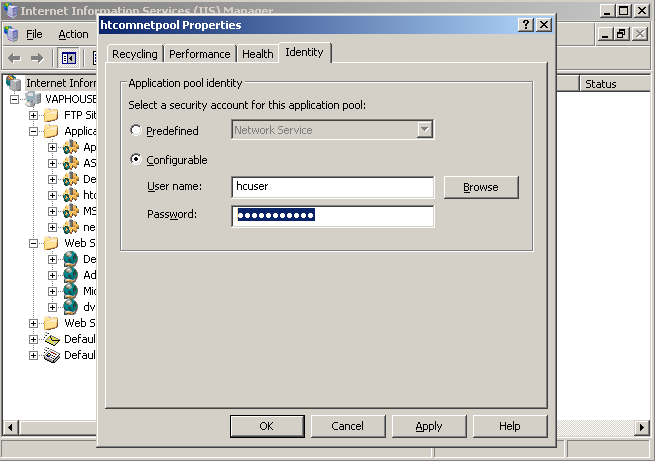 Internet Information Services (IIS) Manager
htcomnetpool Properties
File Action
Recycling Performance Health Identity
Internet Inform
Status
VAPHOUSE
FTP Sit
Applica
Ap
AS
De
htc
MS
ne
Web S
De
Ad
Mic
dv
Web S
Defaul
Defaul
Application pool identity
Select a security account for this application pool:
Predefined
Network Service
Configurable
User name:
hcuser
Browse
Password:
●●●●●●●●●●●
OK Cancel Apply Help